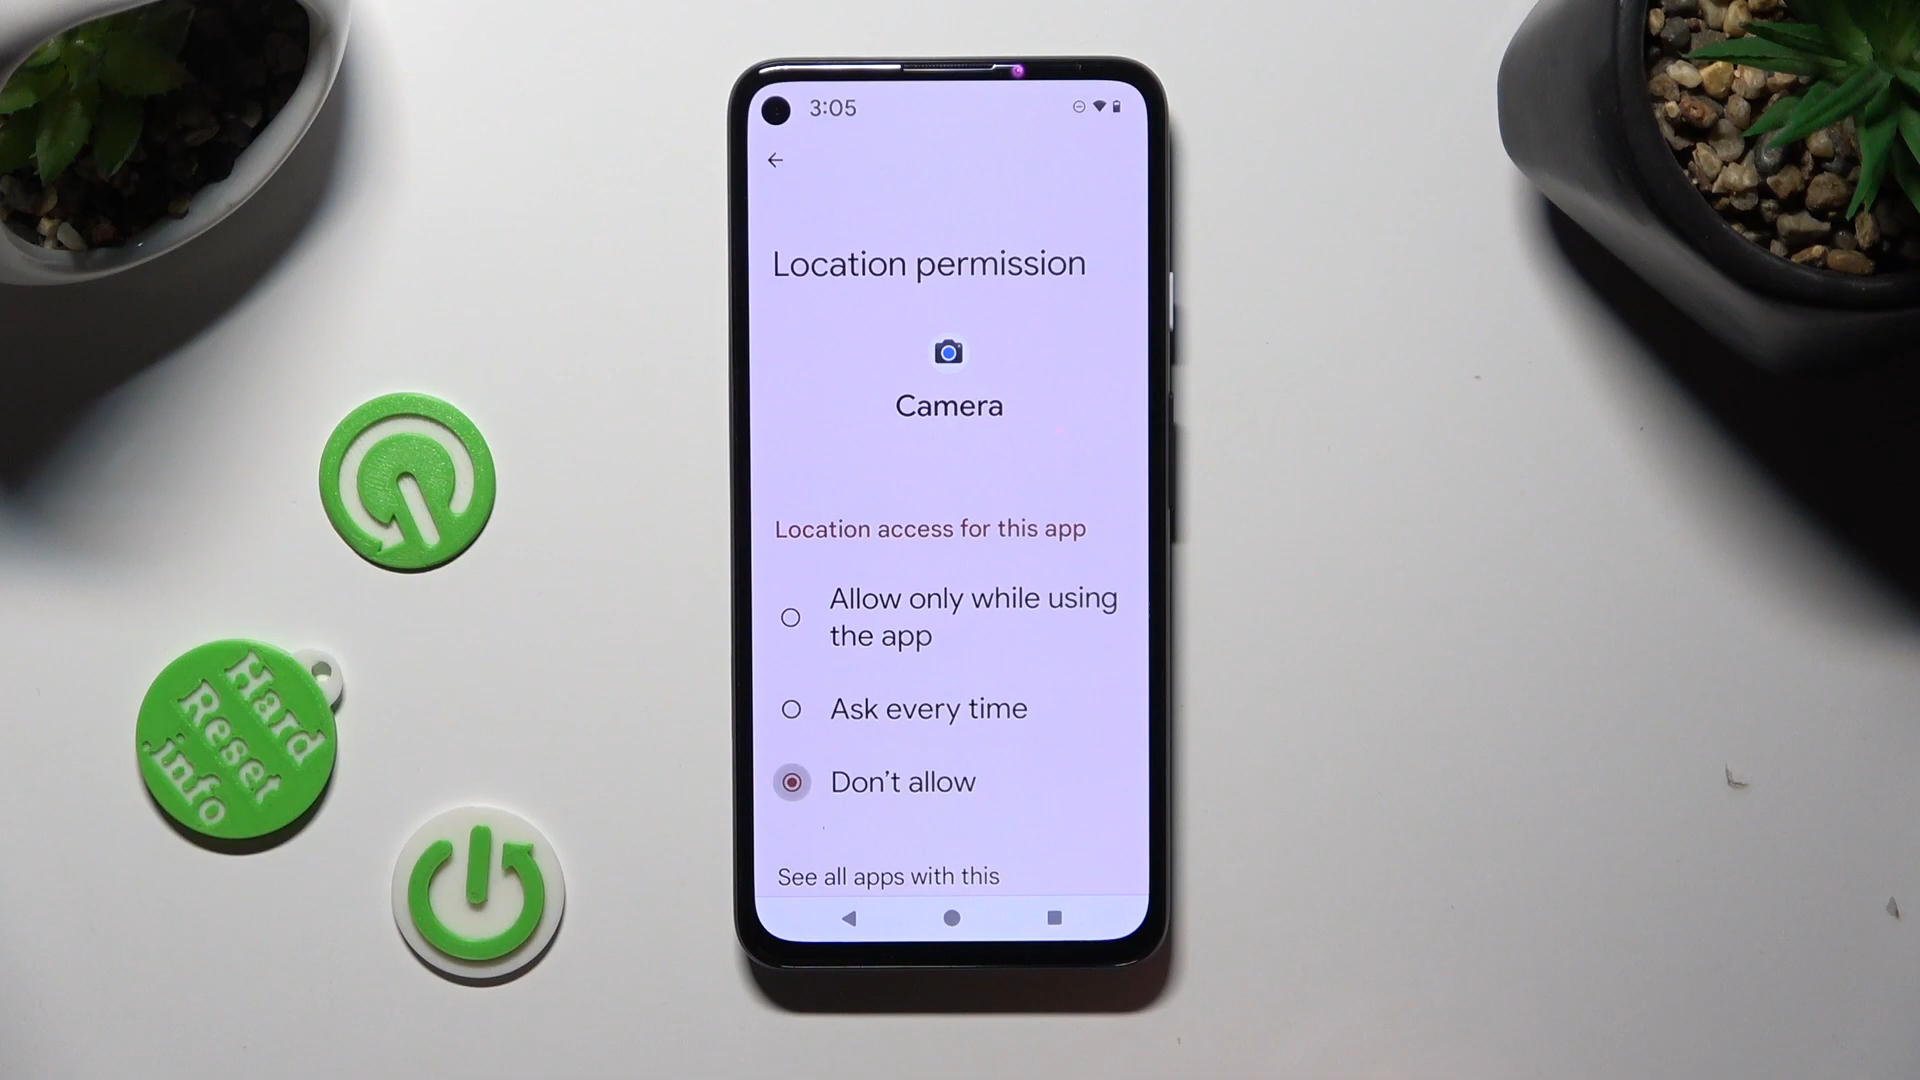 3:05
Location permission
Camera
Location access for this app
Allow only while using
the app
Ask every time
Don't allow
See all apps with this
Hard
Reset
.info